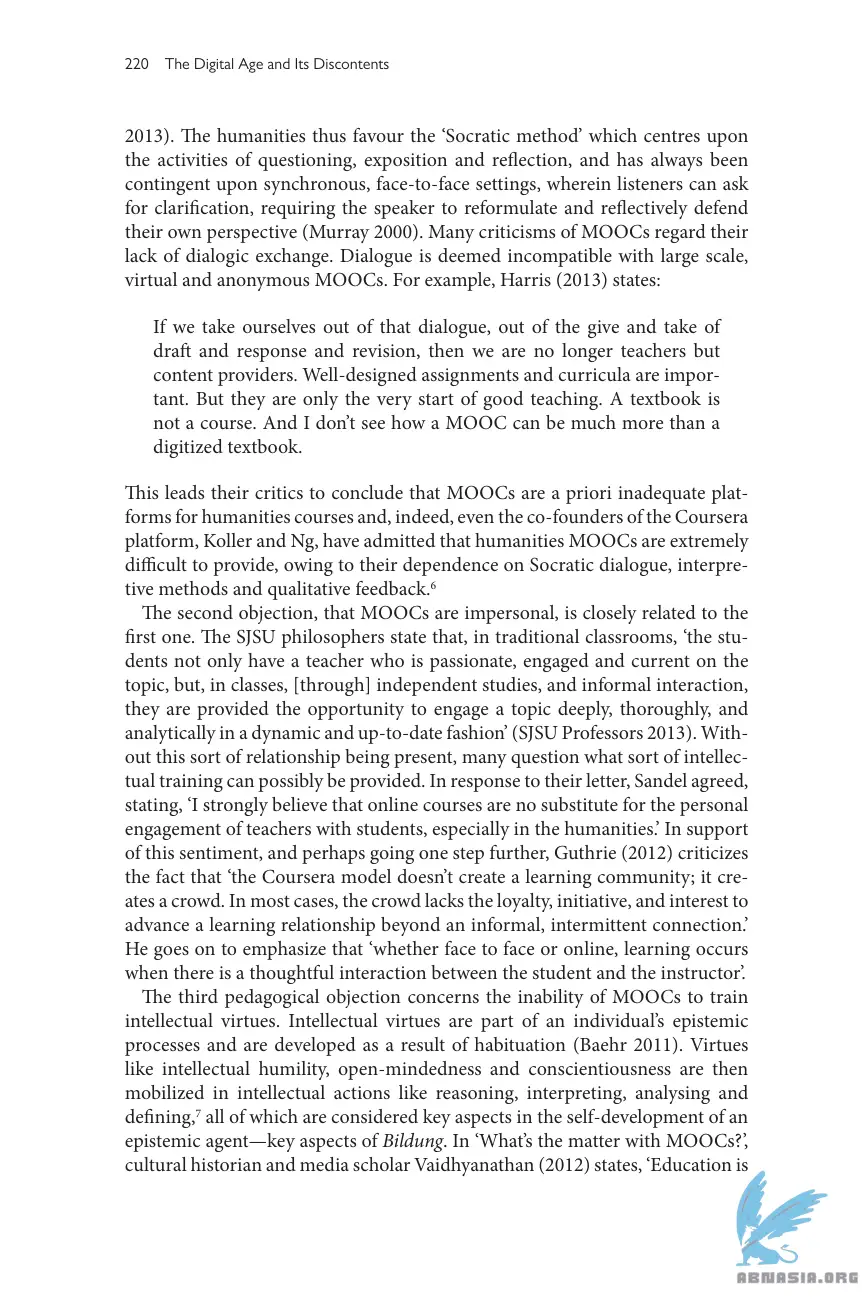 220 The Digital Age and Its Discontents
2013). The humanities thus favour the ‘Socratic method’ which centres upon
the activities of questioning, exposition and reflection, and has always been
contingent upon synchronous, face-to-face settings, wherein listeners can ask
for clarification, requiring the speaker to reformulate and reflectively defend
their own perspective (Murray 2000). Many criticisms of MOOCs regard their
lack of dialogic exchange. Dialogue is deemed incompatible with large scale,
virtual and anonymous MOOCs. For example, Harris (2013) states:
If we take ourselves out of that dialogue, out of the give and take of
draft and response and revision, then we are no longer teachers but
content providers. Well-designed assignments and curricula are impor-
tant. But they are only the very start of good teaching. A textbook is
not a course. And I don’t see how a MOOC can be much more than a
digitized textbook.
This leads their critics to conclude that MOOCs are a priori inadequate plat-
forms for humanities courses and, indeed, even the co-founders of the Coursera
platform, Koller and Ng, have admitted that humanities MOOCs are extremely
difficult to provide, owing to their dependence on Socratic dialogue, interpre-
tive methods and qualitative feedback.⁶
The second objection, that MOOCs are impersonal, is closely related to the
first one. The SJSU philosophers state that, in traditional classrooms, ‘the stu-
dents not only have a teacher who is passionate, engaged and current on the
topic, but, in classes, [through] independent studies, and informal interaction,
they are provided the opportunity to engage a topic deeply, thoroughly, and
analytically in a dynamic and up-to-date fashion’ (SJSU Professors 2013). With-
out this sort of relationship being present, many question what sort of intellec-
tual training can possibly be provided. In response to their letter, Sandel agreed,
stating, ‘I strongly believe that online courses are no substitute for the personal
engagement of teachers with students, especially in the humanities.’ In support
of this sentiment, and perhaps going one step further, Guthrie (2012) criticizes
the fact that ‘the Coursera model doesn’t create a learning community; it cre-
ates a crowd. In most cases, the crowd lacks the loyalty, initiative, and interest to
advance a learning relationship beyond an informal, intermittent connection.’
He goes on to emphasize that ‘whether face to face or online, learning occurs
when there is a thoughtful interaction between the student and the instructor’.
The third pedagogical objection concerns the inability of MOOCs to train
intellectual virtues. Intellectual virtues are part of an individual’s epistemic
processes and are developed as a result of habituation (Baehr 2011). Virtues
like intellectual humility, open-mindedness and conscientiousness are then
mobilized in intellectual actions like reasoning, interpreting, analysing and
defining,⁷ all of which are considered key aspects in the self-development of an
epistemic agent—key aspects of Bildung. In ‘What’s the matter with MOOCs?’,
cultural historian and media scholar Vaidhyanathan (2012) states, ‘Education is
ABNASIA.ORG